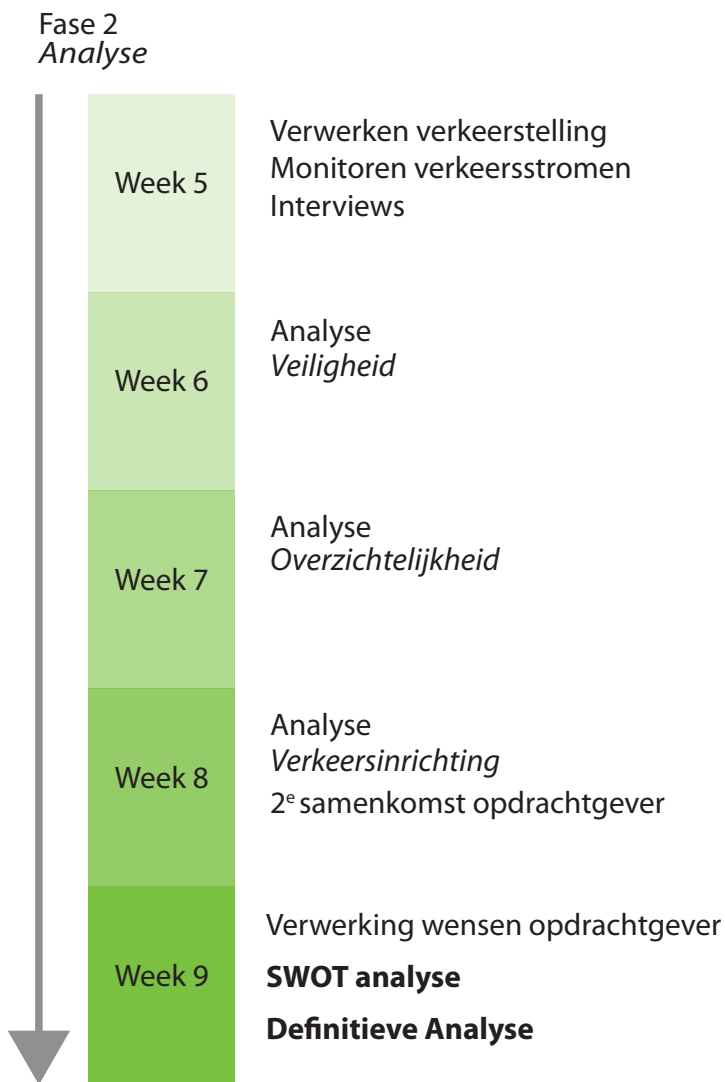 Fase 2
Analyse
Week 5
Verwerken verkeerstelling
Monitoren verkeersstromen
Interviews
Week 6
Analyse
Veiligheid
Week 7
Analyse
Overzichtelijkheid
Week 8
Analyse
Verkeersinrichting
2e samenkomst opdrachtgever
Week 9
Verwerking wensen opdrachtgever
SWOT analyse
Definitieve Analyse